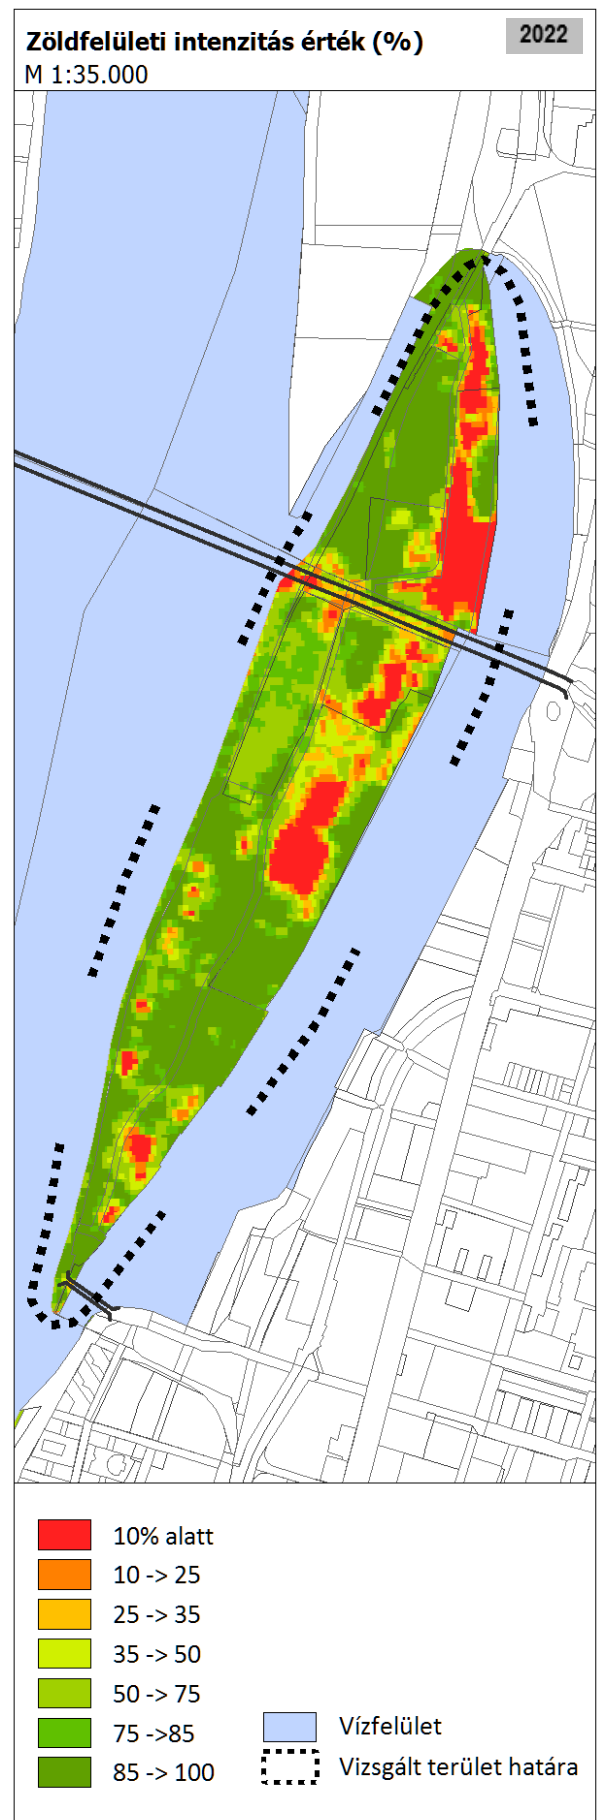 Zöldfelületi intenzitás érték (%)
2022
M 1:35.000
10% alatt
10 -> 25
25 -> 35
35 -> 50
50 -> 75
75 ->85
85 -> 100
Vízfelület
Vizsgált terület határa